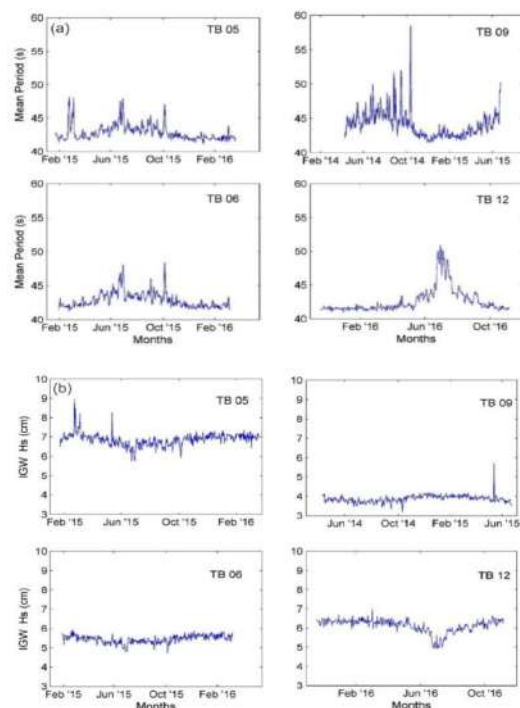 (a)
TB 05
TB 09
Mean Period (s)
60
55
50
45
40
Feb '15 Jun '15 Oct '15 Feb '16
60
55
50
45
40
Feb '14 Jun '14 Oct '14 Feb '15 Jun '15
TB 06
TB 12
Mean Period (s)
60
55
50
45
40
Feb '15 Jun '15 Oct '15 Feb '16
60
55
50
45
40
Feb '16 Jun '16 Oct '16
Months
Months
(b)
TB 05
TB 09
IGW Hs (cm)
10
9
8
7
6
5
4
3
Feb '15 Jun '15 Oct '15 Feb '16
10
9
8
7
6
5
4
3
Jun '14 Oct '14 Feb '15 Jun '15
TB 06
TB 12
IGW Hs (cm)
10
9
8
7
6
5
4
3
Feb '15 Jun '15 Oct '15 Feb '16
10
9
8
7
6
5
4
3
Feb '16 Jun '16 Oct '16
Months
Months